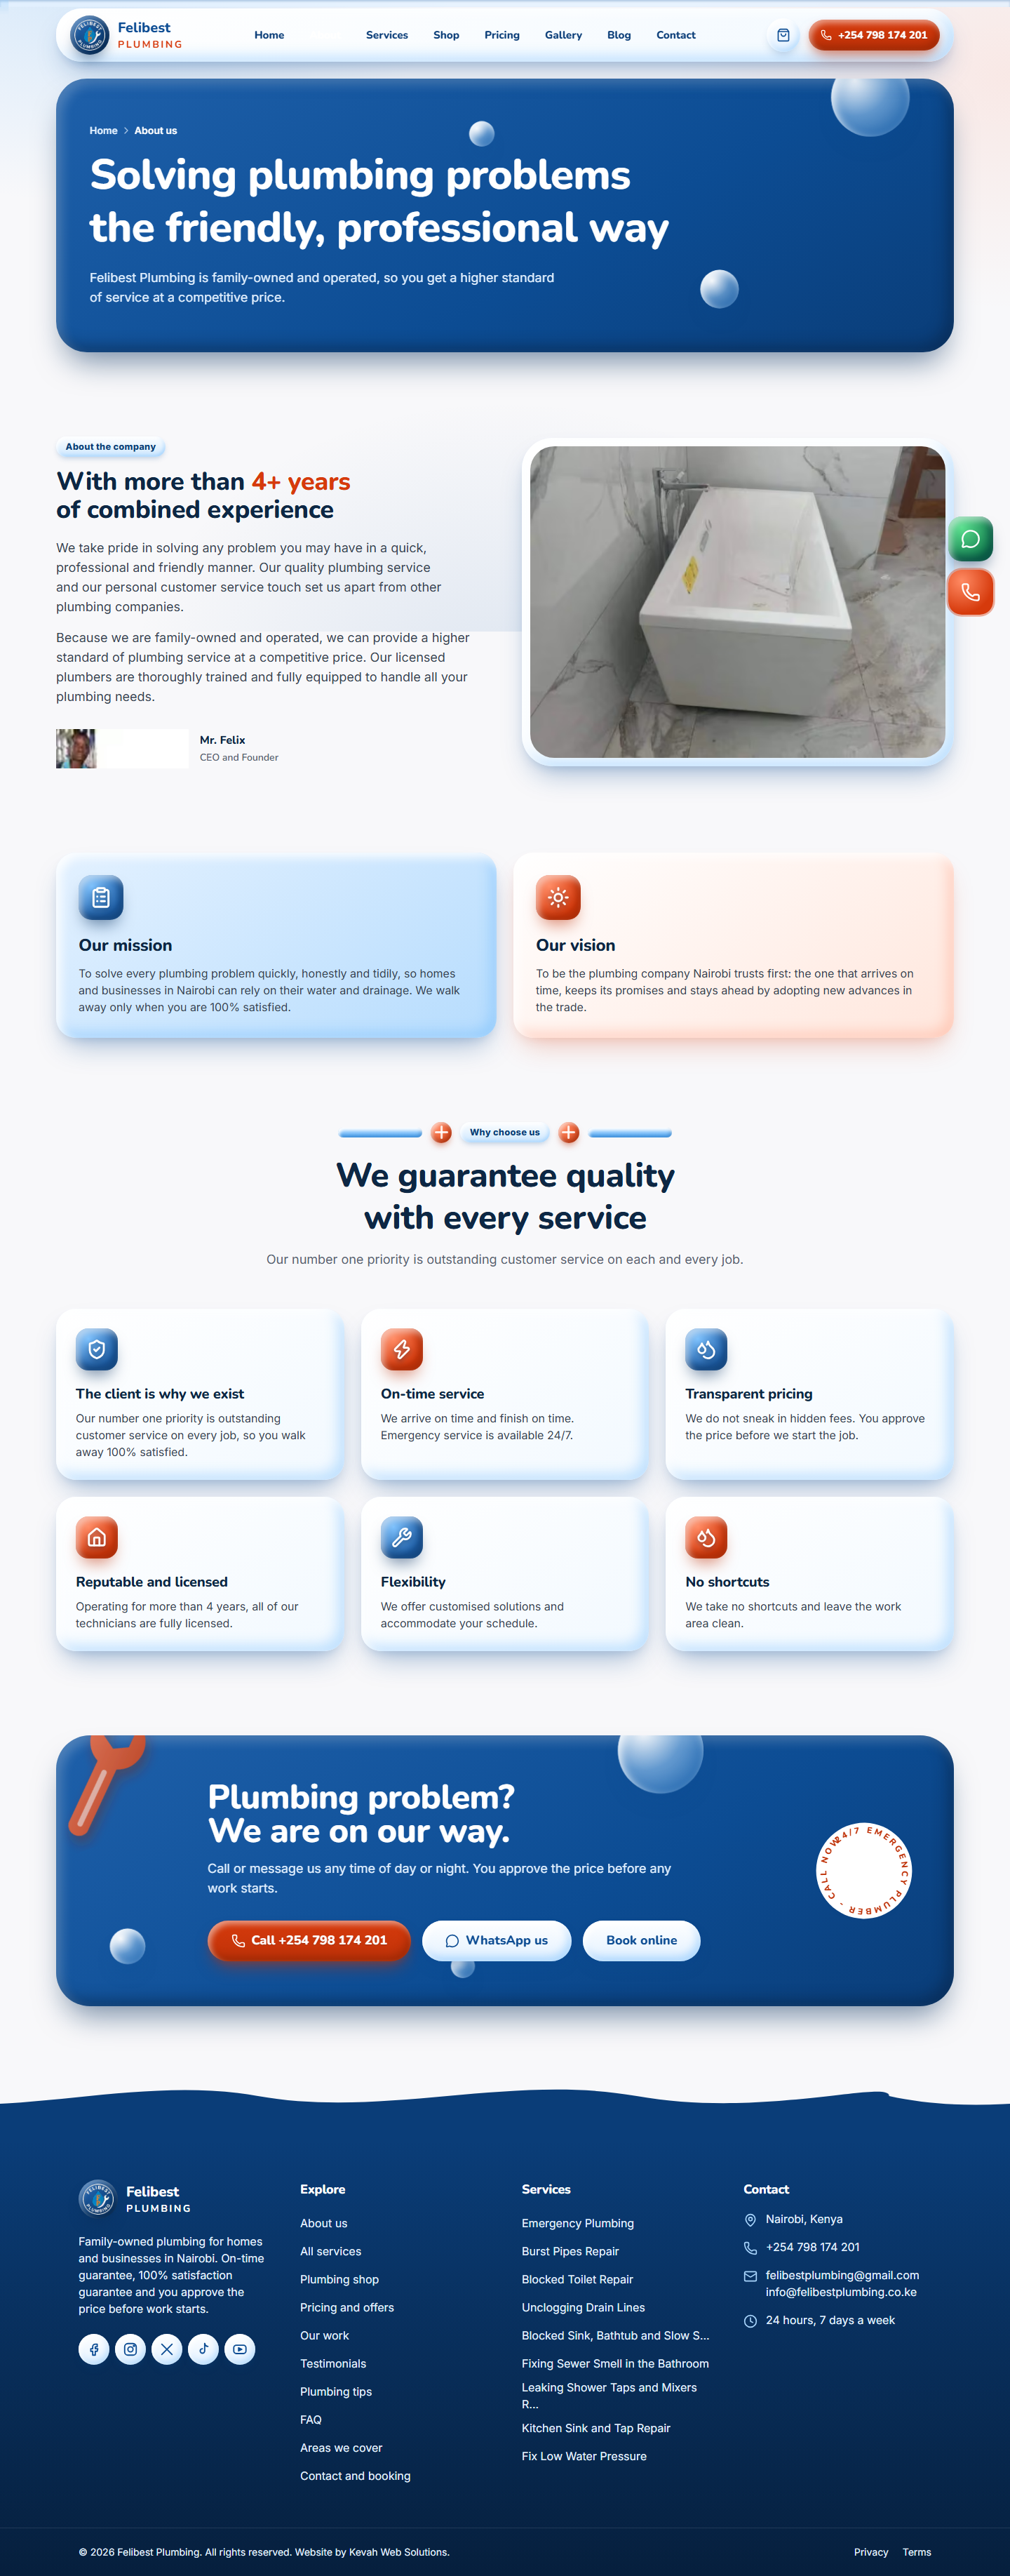 Felibest
PLUMBING
Home
Services
Shop
Pricing
Gallery
Blog
Contact
+254 798 174 201
Home > About us
Solving plumbing problems
the friendly, professional way
Felibest Plumbing is family-owned and operated, so you get a higher standard
of service at a competitive price.
About the company
With more than 4+ years
of combined experience
We take pride in solving any problem you may have in a quick,
professional and friendly manner. Our quality plumbing service
and our personal customer service touch set us apart from other
plumbing companies.
Because we are family-owned and operated, we can provide a higher
standard of plumbing service at a competitive price. Our licensed
plumbers are thoroughly trained and fully equipped to handle all your
plumbing needs.
Mr. Felix
CEO and Founder
Our mission
To solve every plumbing problem quickly, honestly and tidily, so homes
and businesses in Nairobi can rely on their water and drainage. We walk
away only when you are 100% satisfied.
Our vision
To be the plumbing company Nairobi trusts first: the one that arrives on
time, keeps its promises and stays ahead by adopting new advances in
the trade.
Why choose us
We guarantee quality
with every service
Our number one priority is outstanding customer service on each and every job.
The client is why we exist
Our number one priority is outstanding
customer service on every job, so you walk
away 100% satisfied.
On-time service
We arrive on time and finish on time.
Emergency service is available 24/7.
Transparent pricing
We do not sneak in hidden fees. You approve
the price before we start the job.
Reputable and licensed
Operating for more than 4 years, all of our
technicians are fully licensed.
Flexibility
We offer customised solutions and
accommodate your schedule.
No shortcuts
We take no shortcuts and leave the work
area clean.
Plumbing problem?
We are on our way.
Call or message us any time of day or night. You approve the price before any
work starts.
Call +254 798 174 201
WhatsApp us
Book online
24/7 EMERGENCY PLUMBER - CALL NOW
Felibest
PLUMBING
Family-owned plumbing for homes
and businesses in Nairobi. On-time
guarantee, 100% satisfaction
guarantee and you approve the
price before work starts.
Explore
About us
All services
Plumbing shop
Pricing and offers
Our work
Testimonials
Plumbing tips
FAQ
Areas we cover
Contact and booking
Services
Emergency Plumbing
Burst Pipes Repair
Blocked Toilet Repair
Unclogging Drain Lines
Blocked Sink, Bathtub and Slow S...
Fixing Sewer Smell in the Bathroom
Leaking Shower Taps and Mixers
R...
Kitchen Sink and Tap Repair
Fix Low Water Pressure
Contact
Nairobi, Kenya
+254 798 174 201
felibestplumbing@gmail.com
info@felibestplumbing.co.ke
24 hours, 7 days a week
© 2026 Felibest Plumbing. All rights reserved. Website by Kevah Web Solutions.
Privacy
Terms